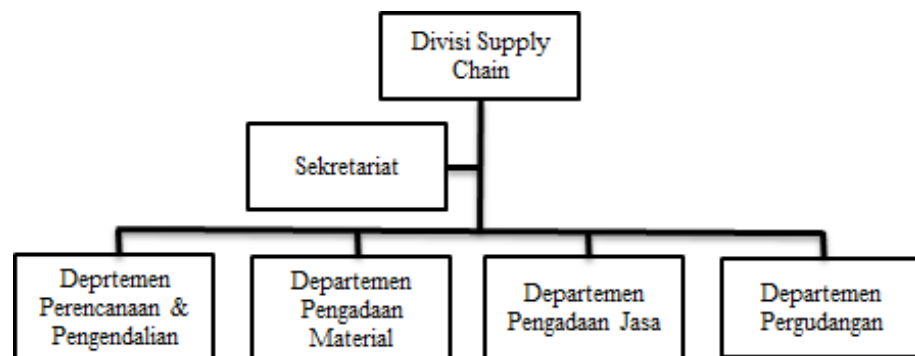 Divisi Supply
Chain
Sekretariat
Deprtemen
Perencanaan &
Pengendalian
Departemen
Pengadaan
Material
Departemen
Pengadaan Jasa
Departemen
Pergudangan